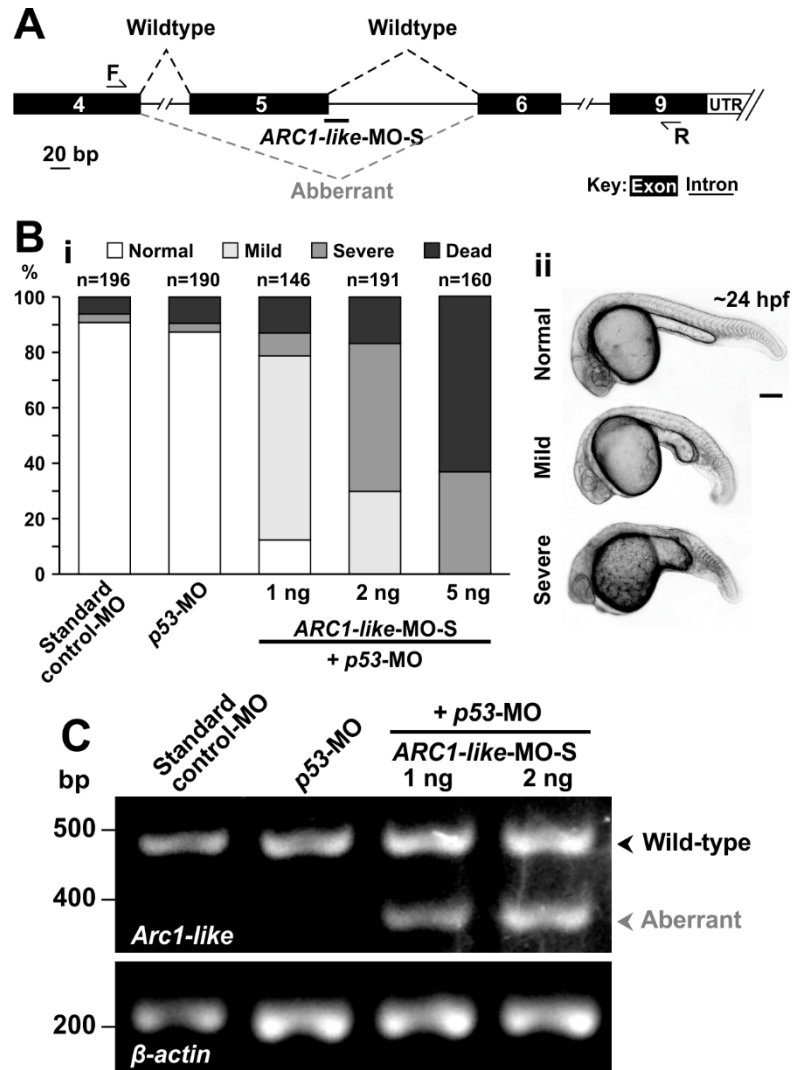 A
Wildtype Wildtype
F
4 5 6 9 UTR
ARC1-like-MO-S R
20 bp
Abberrant
Key: Exon Intron
B
i
Normal Mild Severe Dead
% n=196 n=190 n=146 n=191 n=160
100
80
60
40
20
0
Standard control-MO
p53-MO
1 ng 2 ng 5 ng
ARC1-like-MO-S
+ p53-MO
ii
~24 hpf
Normal
Mild
Severe
C
bp
Standard control-MO
p53-MO
+ p53-MO
ARC1-like-MO-S
1 ng 2 ng
500
Wild-type
400
Aberrant
Arc1-like
200
β-actin